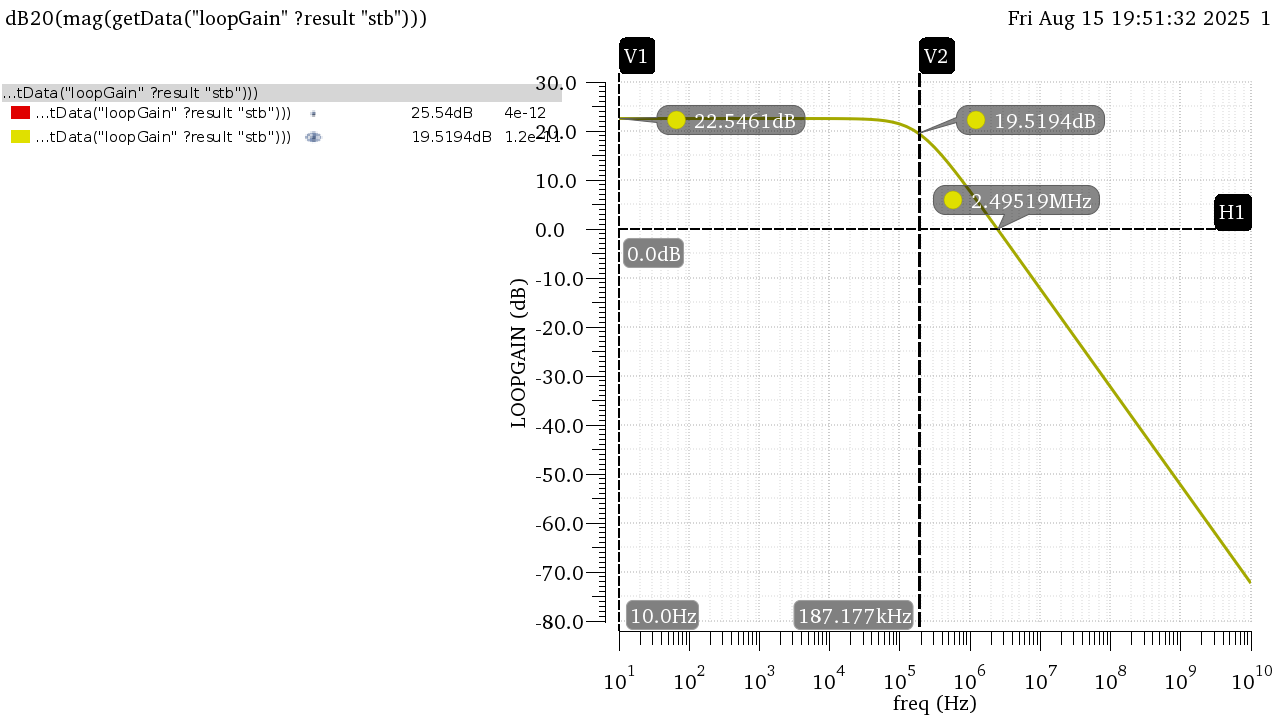 dB20(mag(getData("loopGain" ?result "stb")))
Fri Aug 15 19:51:32 2025 1
...tData("loopGain" ?result "stb")))
...tData("loopGain" ?result "stb"))) 25.54dB 4e-12
...tData("loopGain" ?result "stb"))) 19.5194dB 1.2e-11
V1
V2
22.5461dB
19.5194dB
2.49519MHz
H1
0.0dB
10.0Hz
187.177kHz
LOOPGAIN (dB)
30.0
20.0
10.0
0.0
-10.0
-20.0
-30.0
-40.0
-50.0
-60.0
-70.0
-80.0
10¹ 10² 10³ 10⁴ 10⁵ 10⁶ 10⁷ 10⁸ 10⁹ 10¹⁰
freq (Hz)